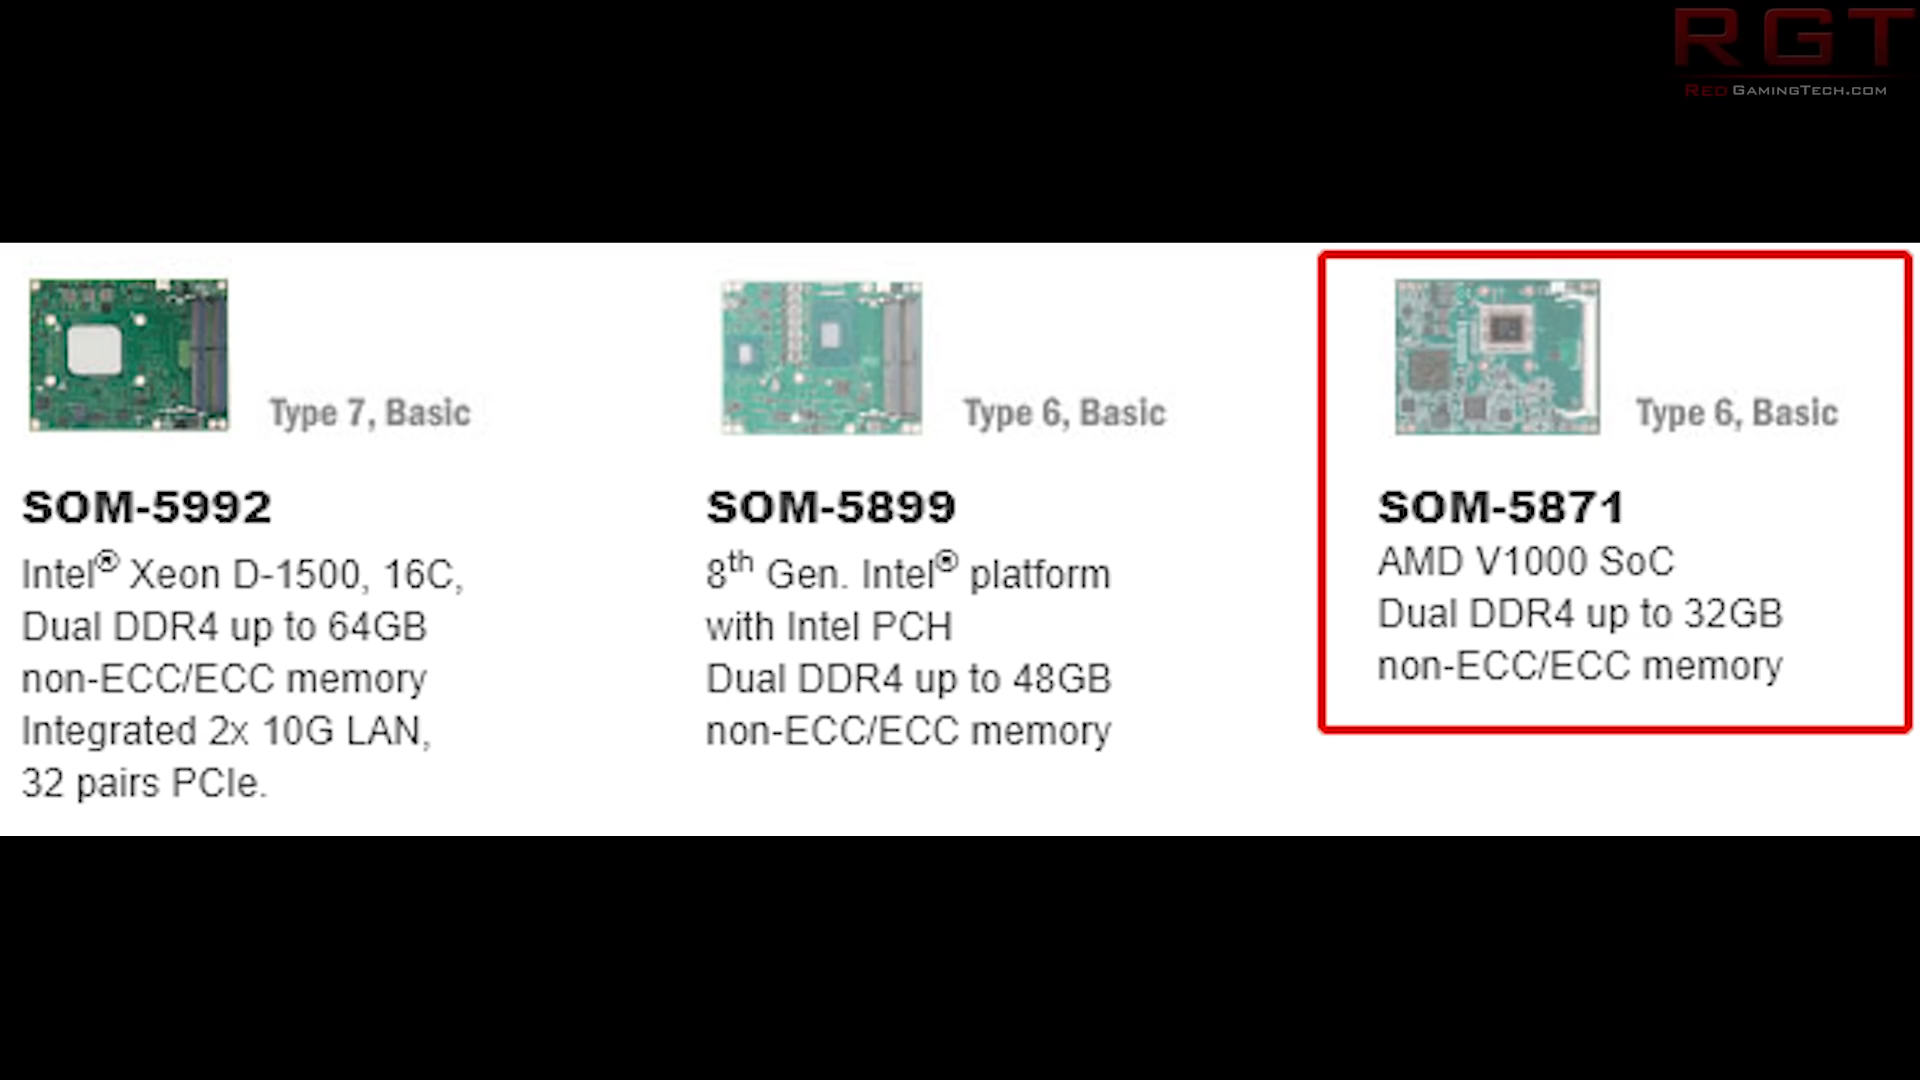 RGT
RED GAMINGTECH.COM
Type 7, Basic
SOM-5992
Intel® Xeon D-1500, 16C,
Dual DDR4 up to 64GB
non-ECC/ECC memory
Integrated 2x 10G LAN,
32 pairs PCIe.
Type 6, Basic
SOM-5899
8th Gen. Intel® platform
with Intel PCH
Dual DDR4 up to 48GB
non-ECC/ECC memory
Type 6, Basic
SOM-5871
AMD V1000 SoC
Dual DDR4 up to 32GB
non-ECC/ECC memory